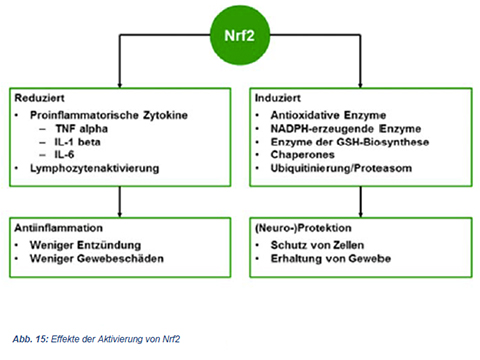 Nrf2
Reduziert
• Proinflammatorische Zytokine
– TNF alpha
– IL-1 beta
– IL-6
• Lymphozytenaktivierung
Induziert
• Antioxidative Enzyme
• NADPH-erzeugende Enzyme
• Enzyme der GSH-Biosynthese
• Chaperones
• Ubiquitinierung/Proteasom
Antiinflammation
• Weniger Entzündung
• Weniger Gewebeschäden
(Neuro-)Protektion
• Schutz von Zellen
• Erhaltung von Gewebe
Abb. 15: Effekte der Aktivierung von Nrf2